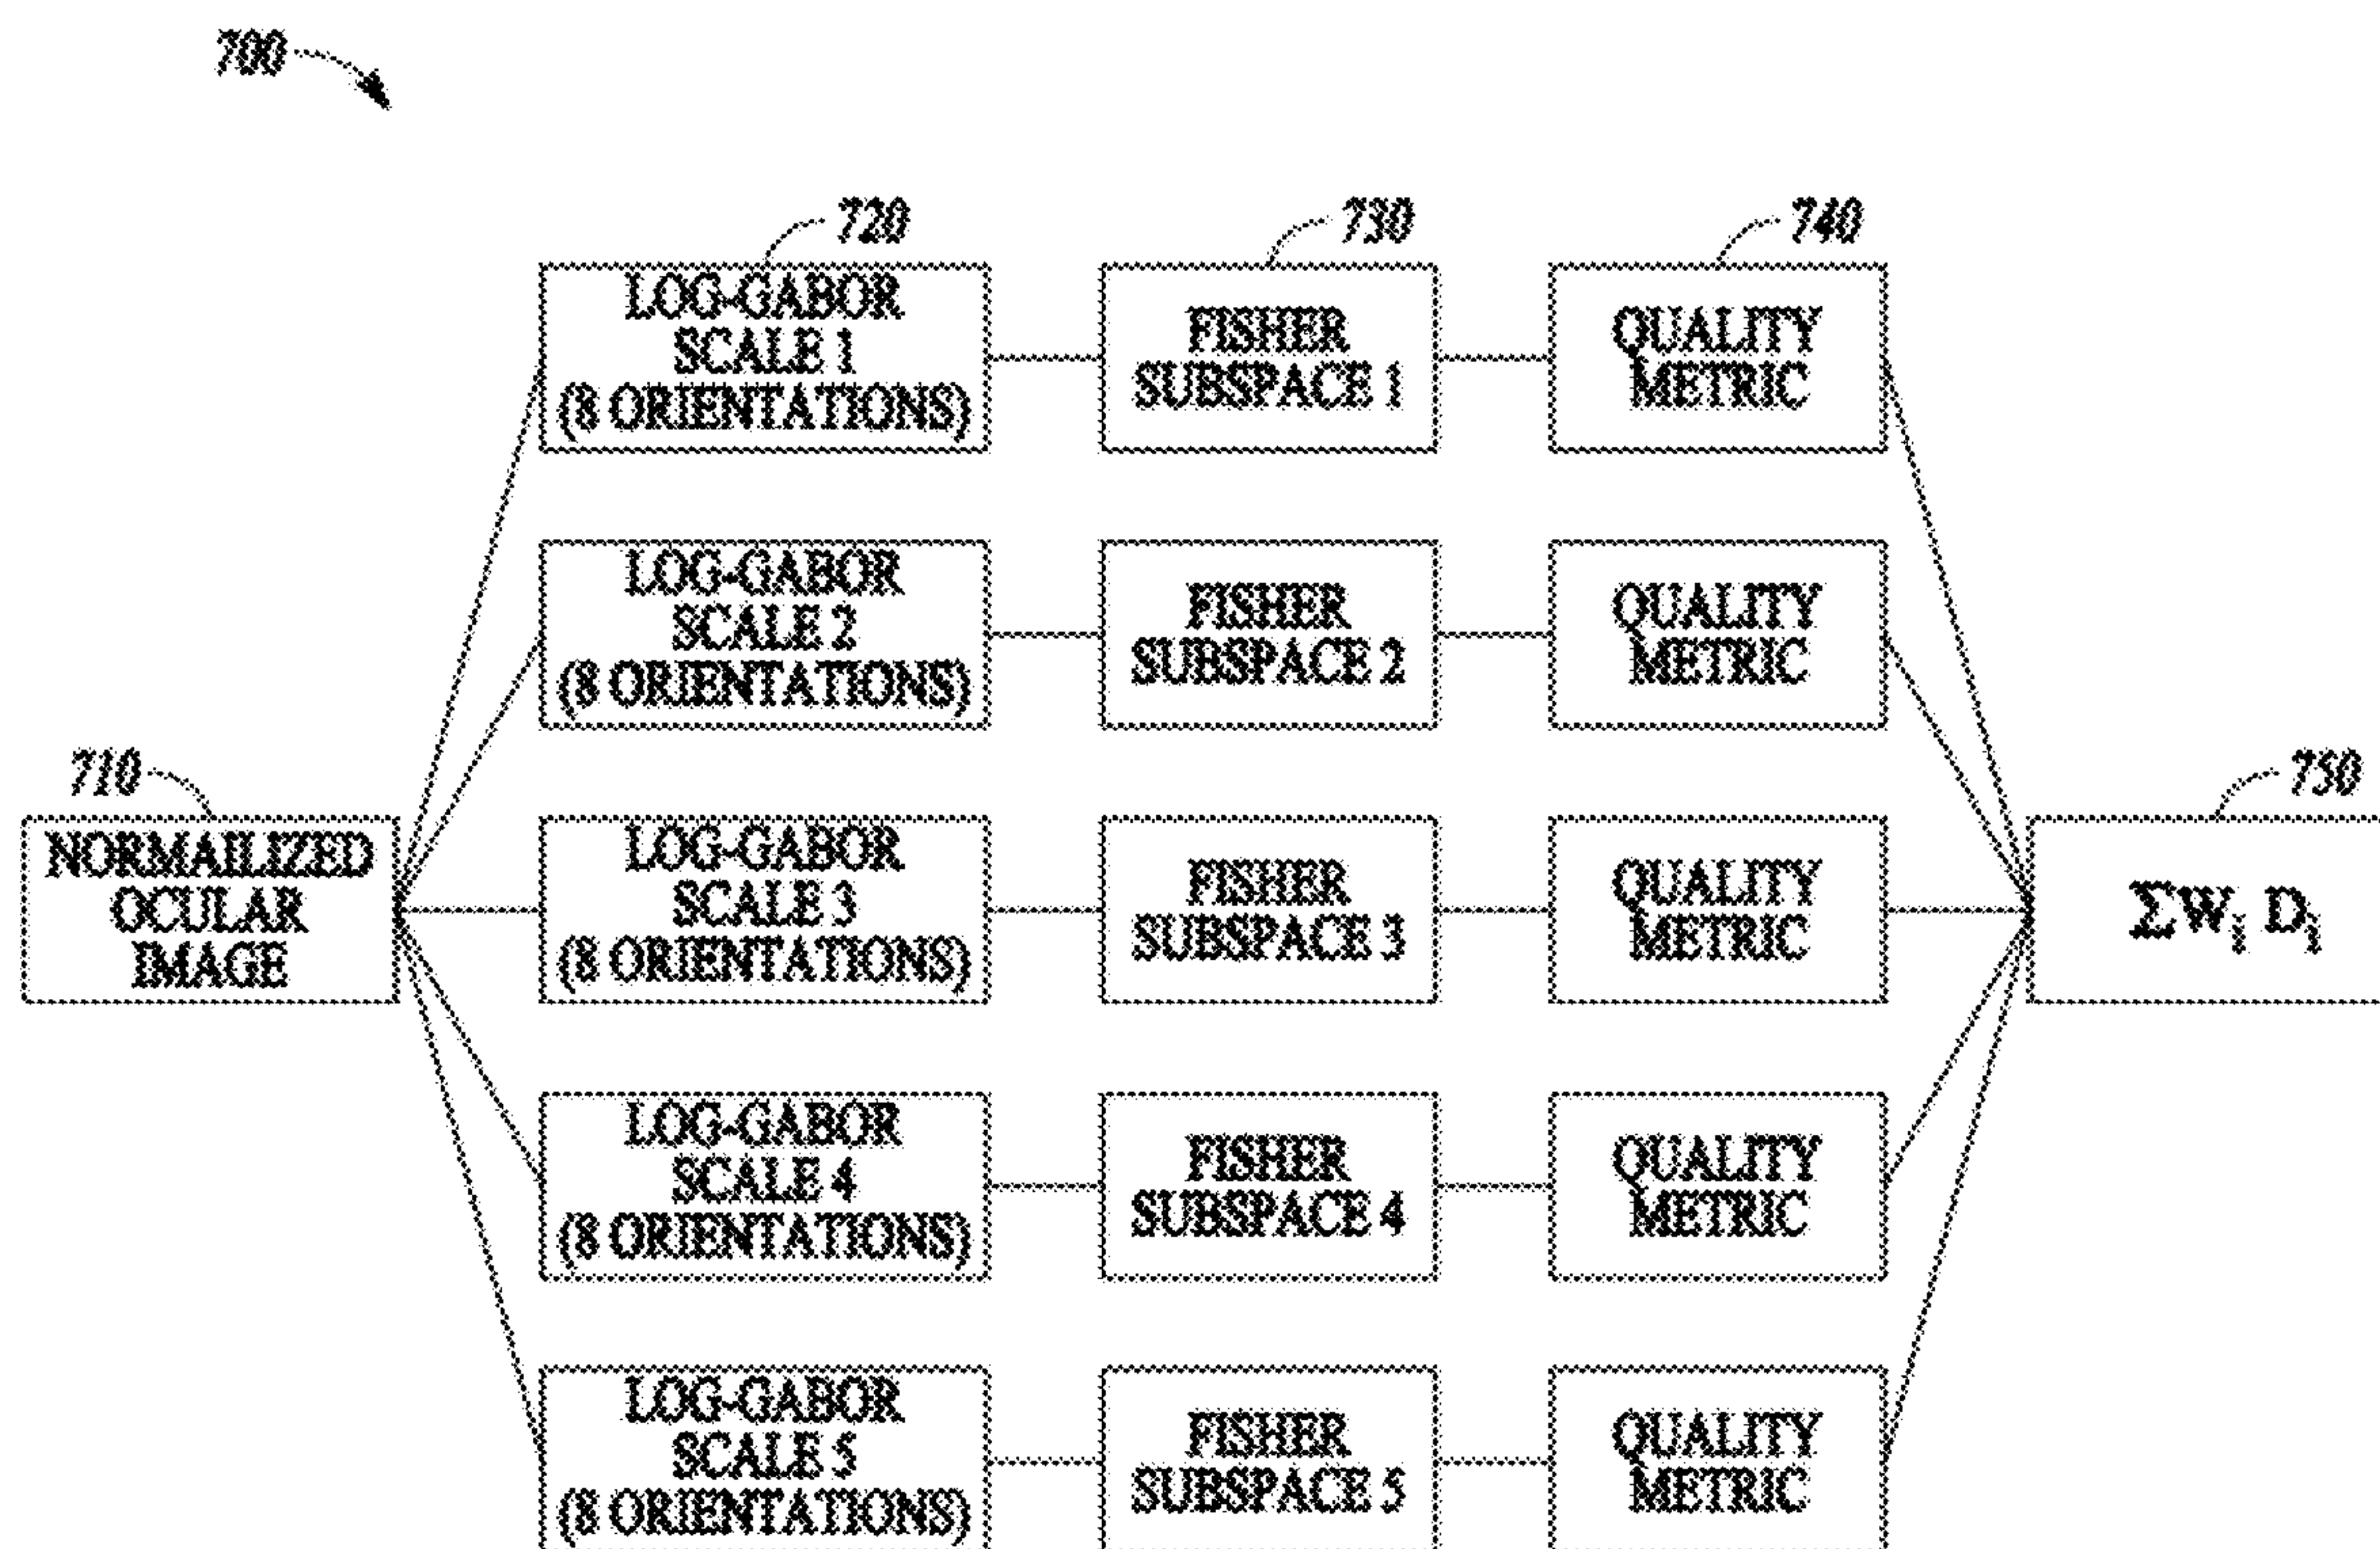 700
720
730
740
LOG-GABOR
SCALE 1
(8 ORIENTATIONS)
FISHER
SUBSPACE 1
QUALITY
METRIC
LOG-GABOR
SCALE 2
(8 ORIENTATIONS)
FISHER
SUBSPACE 2
QUALITY
METRIC
710
NORMAILIZED
OCULAR
IMAGE
LOG-GABOR
SCALE 3
(8 ORIENTATIONS)
FISHER
SUBSPACE 3
QUALITY
METRIC
750
ΣWi Di
LOG-GABOR
SCALE 4
(8 ORIENTATIONS)
FISHER
SUBSPACE 4
QUALITY
METRIC
LOG-GABOR
SCALE 5
(8 ORIENTATIONS)
FISHER
SUBSPACE 5
QUALITY
METRIC